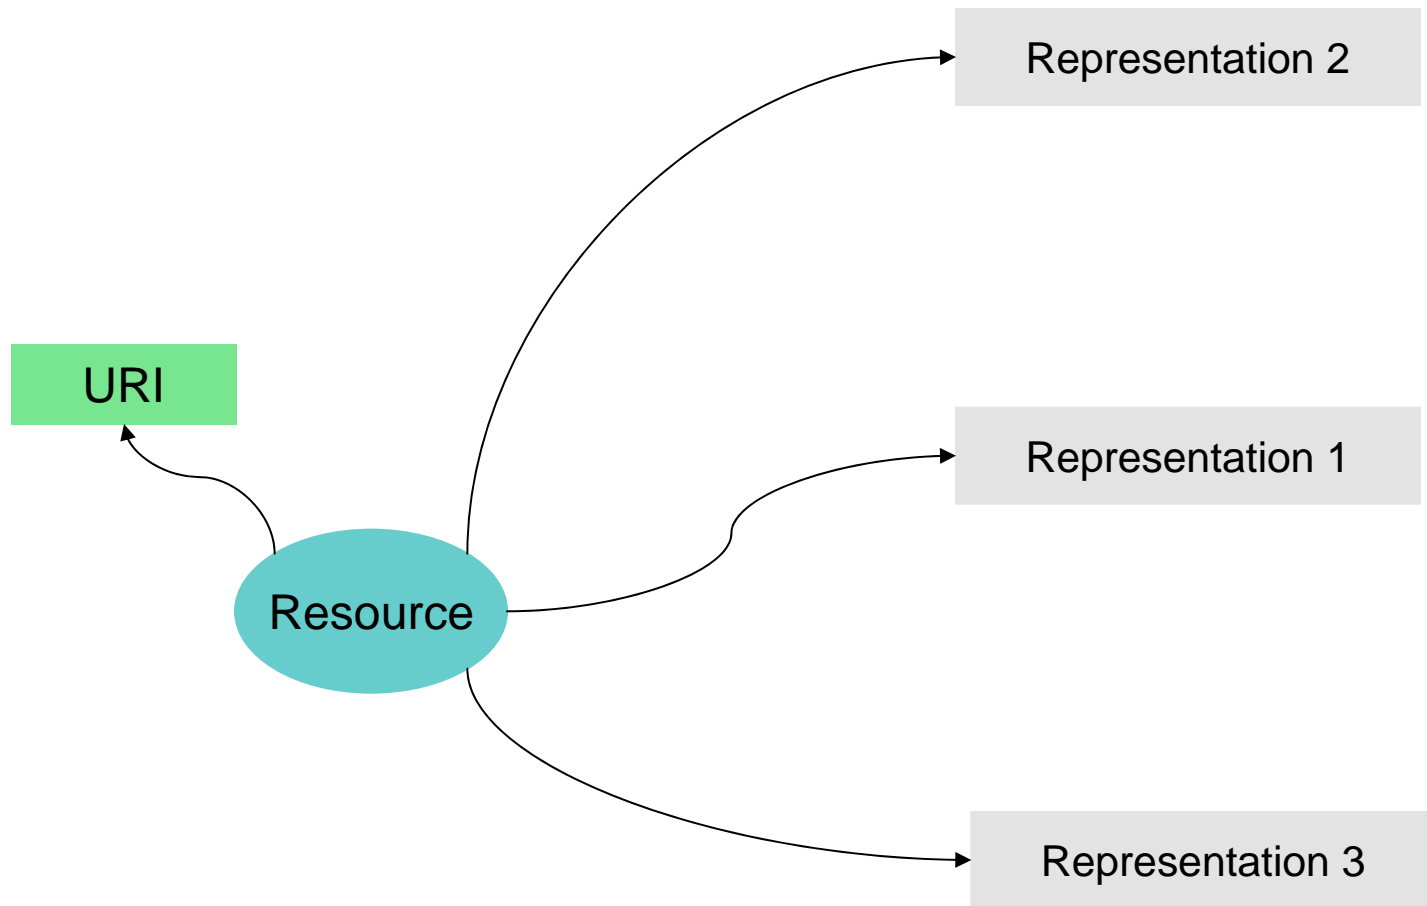 Representation 2
URI
Representation 1
Resource
Representation 3